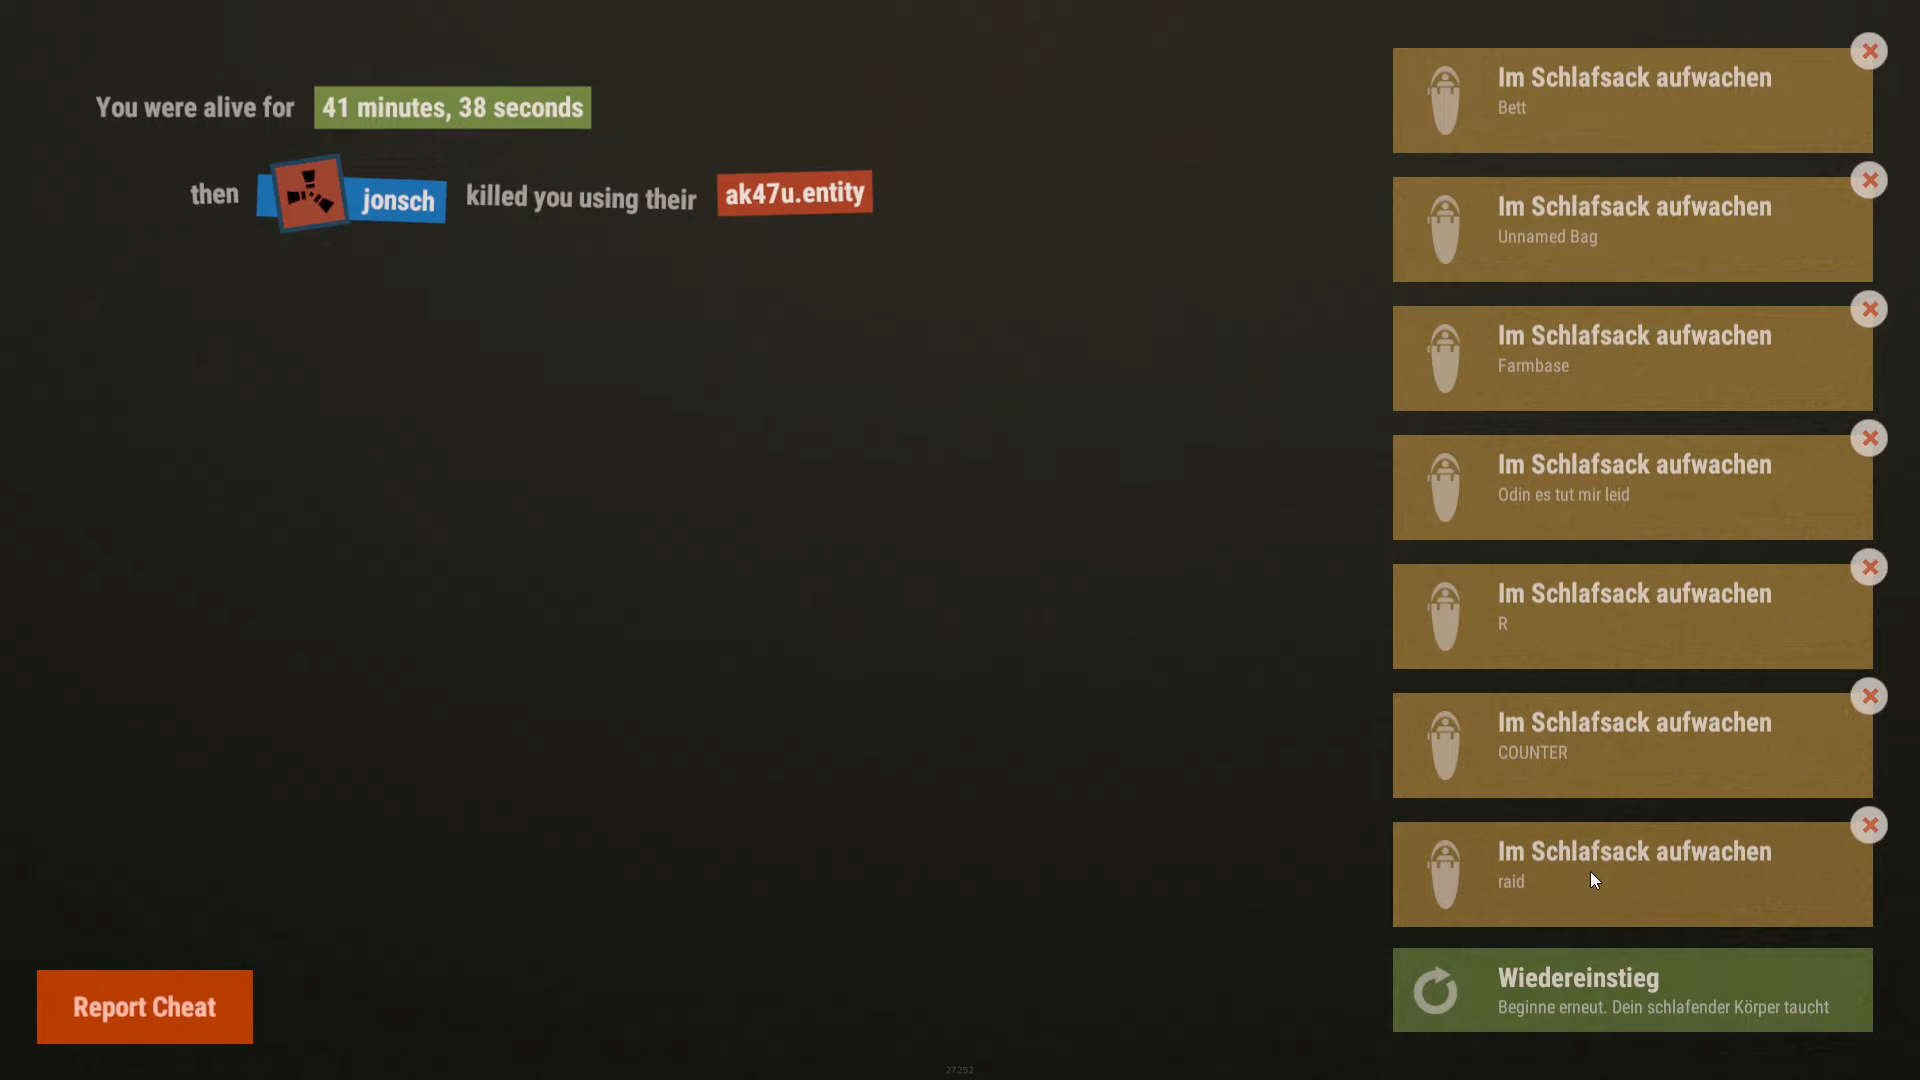 You were alive for 41 minutes, 38 seconds
then jonsch killed you using their ak47u.entity
Im Schlafsack aufwachen
Bett
Im Schlafsack aufwachen
Unnamed Bag
Im Schlafsack aufwachen
Farmbase
Im Schlafsack aufwachen
Odin es tut mir leid
Im Schlafsack aufwachen
R
Im Schlafsack aufwachen
COUNTER
Im Schlafsack aufwachen
raid
Wiedereinstieg
Beginne erneut. Dein schlafender Körper taucht
Report Cheat